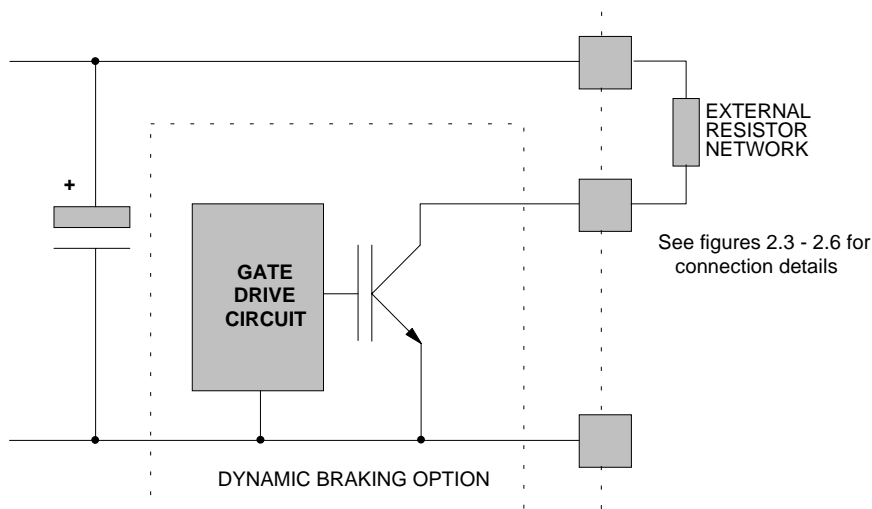 EXTERNAL
RESISTOR
NETWORK
+
See figures 2.3 - 2.6 for
connection details
GATE
DRIVE
CIRCUIT
DYNAMIC BRAKING OPTION